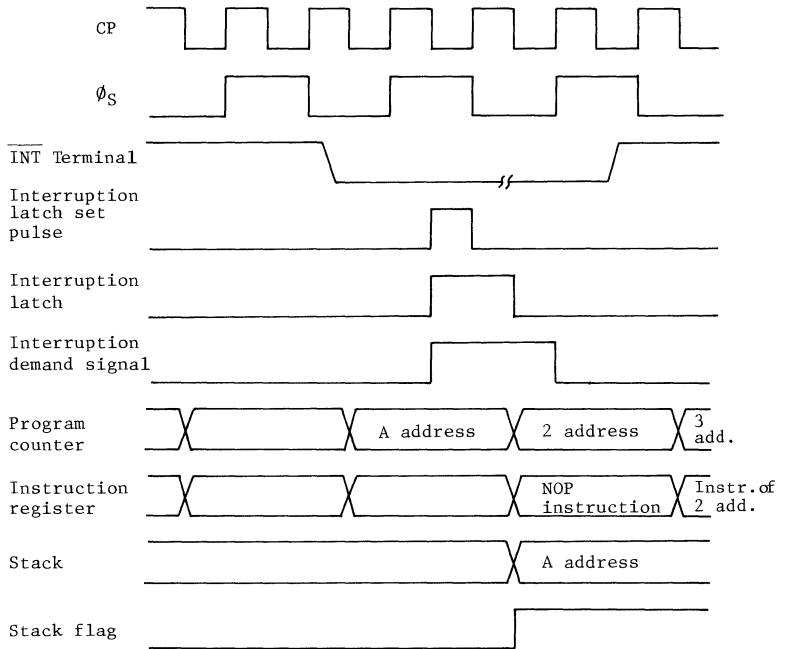 CP
φS
INT Terminal
Interruption
latch set
pulse
Interruption
latch
Interruption
demand signal
Program
counter
A address
2 address
3
add.
Instruction
register
NOP
instruction
Instr.of
2 add.
Stack
A address
Stack flag